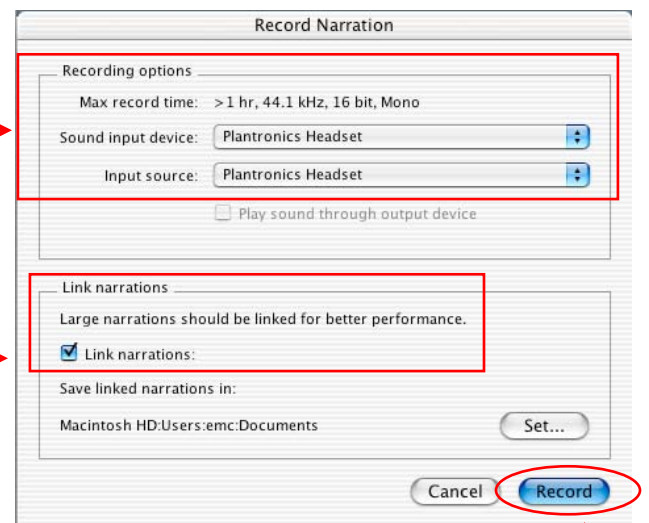 Record Narration
Recording options
Max record time: >1 hr, 44.1 kHz, 16 bit, Mono
Sound input device: Plantronics Headset
Input source: Plantronics Headset
Play sound through output device
Link narrations
Large narrations should be linked for better performance.
Link narrations:
Save linked narrations in:
Macintosh HD:Users:emc:Documents Set...
Cancel Record